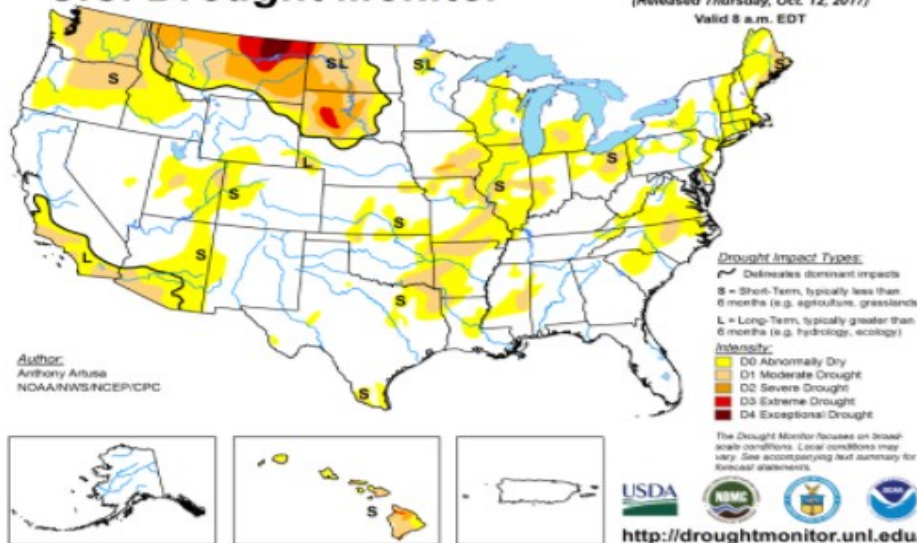 U.S. Drought Monitor
(Released Thursday, Oct. 12, 2017)
Valid 8 a.m. EDT
S
SL
SL
S
L
S
S
S
S
S
L
S
S
S
S
Drought Impact Types:
Delineates dominant impacts
S = Short-Term, typically less than
6 months (e.g. agriculture, grasslands
L = Long-Term, typically greater than
6 months (e.g. hydrology, ecology)
Intensity:
D0 Abnormally Dry
D1 Moderate Drought
D2 Severe Drought
D3 Extreme Drought
D4 Exceptional Drought
Author:
Anthony Artusa
NOAA/NWS/NCEP/CPC
The Drought Monitor focuses on broad-
scale conditions. Local conditions may
vary. See accompanying text summary for
forecast statements.
USDA
NDMC
http://droughtmonitor.unl.edu/